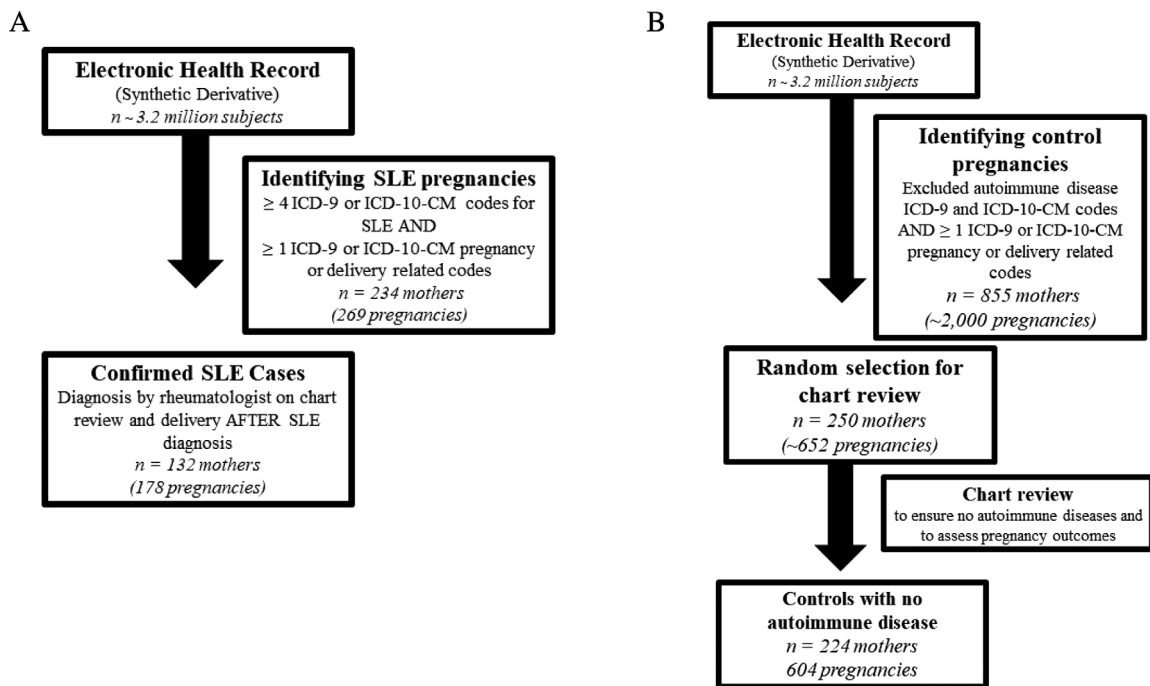 A
Electronic Health Record
(Synthetic Derivative)
n ~ 3.2 million subjects
Identifying SLE pregnancies
≥ 4 ICD-9 or ICD-10-CM codes for
SLE AND
≥ 1 ICD-9 or ICD-10-CM pregnancy
or delivery related codes
n = 234 mothers
(269 pregnancies)
Confirmed SLE Cases
Diagnosis by rheumatologist on chart
review and delivery AFTER SLE
diagnosis
n = 132 mothers
(178 pregnancies)
B
Electronic Health Record
(Synthetic Derivative)
n ~ 3.2 million subjects
Identifying control
pregnancies
Excluded autoimmune disease
ICD-9 and ICD-10-CM codes
AND ≥ 1 ICD-9 or ICD-10-CM
pregnancy or delivery related
codes
n = 855 mothers
(~2,000 pregnancies)
Random selection for
chart review
n = 250 mothers
(~652 pregnancies)
Chart review
to ensure no autoimmune diseases and
to assess pregnancy outcomes
Controls with no
autoimmune disease
n = 224 mothers
604 pregnancies